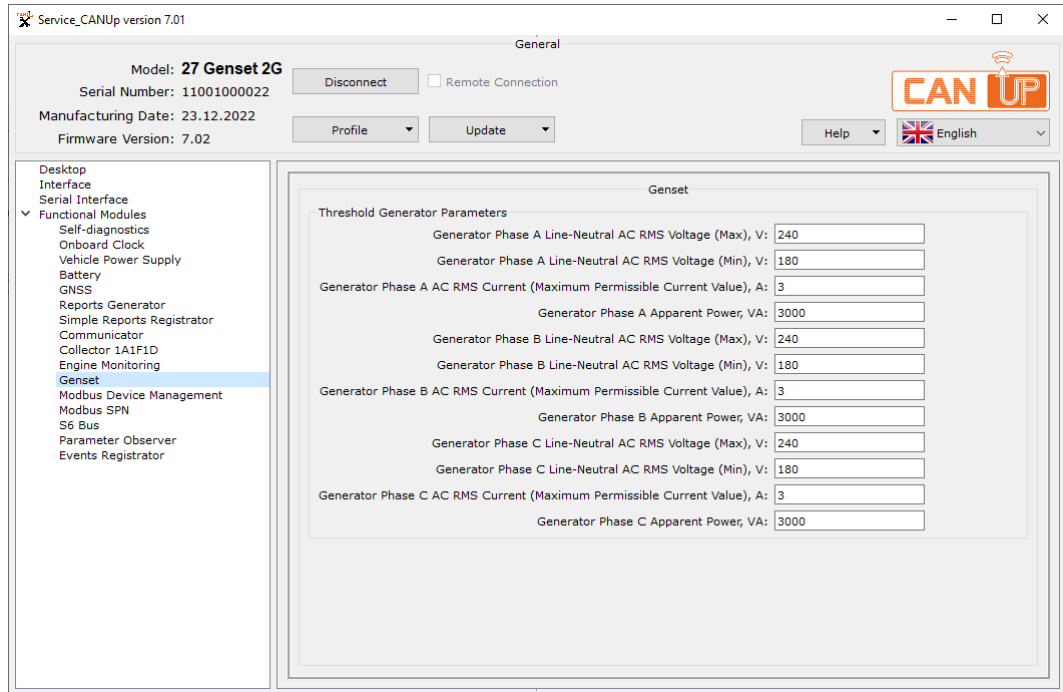 Service_CANUp version 7.01
General
Model: 27 Genset 2G
Serial Number: 11001000022
Manufacturing Date: 23.12.2022
Firmware Version: 7.02
Disconnect
Remote Connection
Profile
Update
CAN UP
Help
English
Desktop
Interface
Serial Interface
Functional Modules
Self-diagnostics
Onboard Clock
Vehicle Power Supply
Battery
GNSS
Reports Generator
Simple Reports Registrator
Communicator
Collector 1A1F1D
Engine Monitoring
Genset
Modbus Device Management
Modbus SPN
S6 Bus
Parameter Observer
Events Registrator
Genset
Threshold Generator Parameters
Generator Phase A Line-Neutral AC RMS Voltage (Max), V: 240
Generator Phase A Line-Neutral AC RMS Voltage (Min), V: 180
Generator Phase A AC RMS Current (Maximum Permissible Current Value), A: 3
Generator Phase A Apparent Power, VA: 3000
Generator Phase B Line-Neutral AC RMS Voltage (Max), V: 240
Generator Phase B Line-Neutral AC RMS Voltage (Min), V: 180
Generator Phase B AC RMS Current (Maximum Permissible Current Value), A: 3
Generator Phase B Apparent Power, VA: 3000
Generator Phase C Line-Neutral AC RMS Voltage (Max), V: 240
Generator Phase C Line-Neutral AC RMS Voltage (Min), V: 180
Generator Phase C AC RMS Current (Maximum Permissible Current Value), A: 3
Generator Phase C Apparent Power, VA: 3000